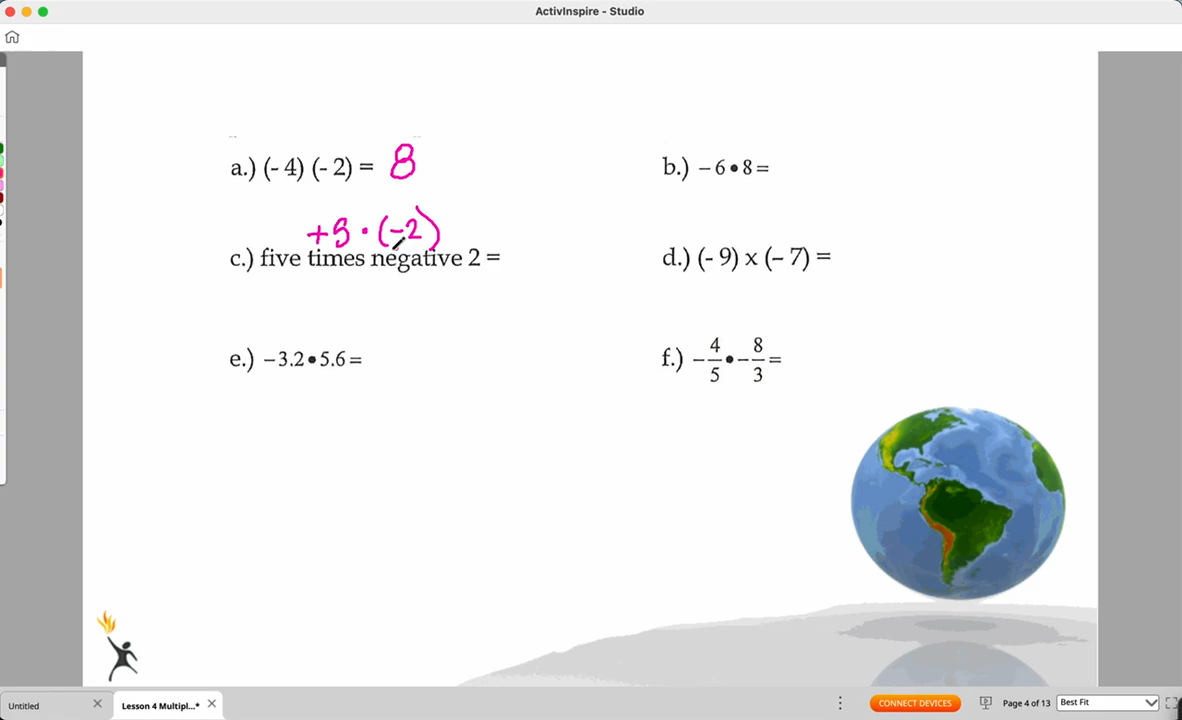 ActivInspire - Studio
a.) (- 4) (- 2) = 8
b.) – 6 • 8 =
+5 · (-2)
c.) five times negative 2 =
d.) (- 9) x (– 7) =
e.) – 3.2 • 5.6 =
f.) – 4/5 • – 8/3 =
Untitled
Lesson 4 Multipl...*
CONNECT DEVICES
Page 4 of 13
Best Fit